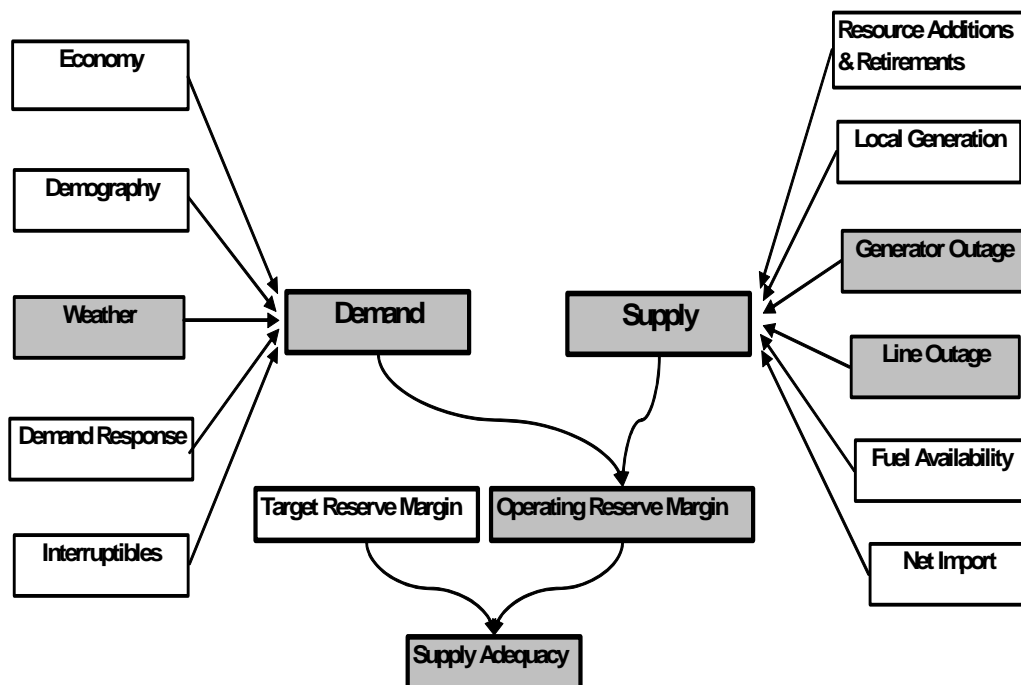 Economy
Demography
Weather
Demand Response
Interruptibles
Demand
Supply
Resource Additions
& Retirements
Local Generation
Generator Outage
Line Outage
Fuel Availability
Net Import
Target Reserve Margin
Operating Reserve Margin
Supply Adequacy